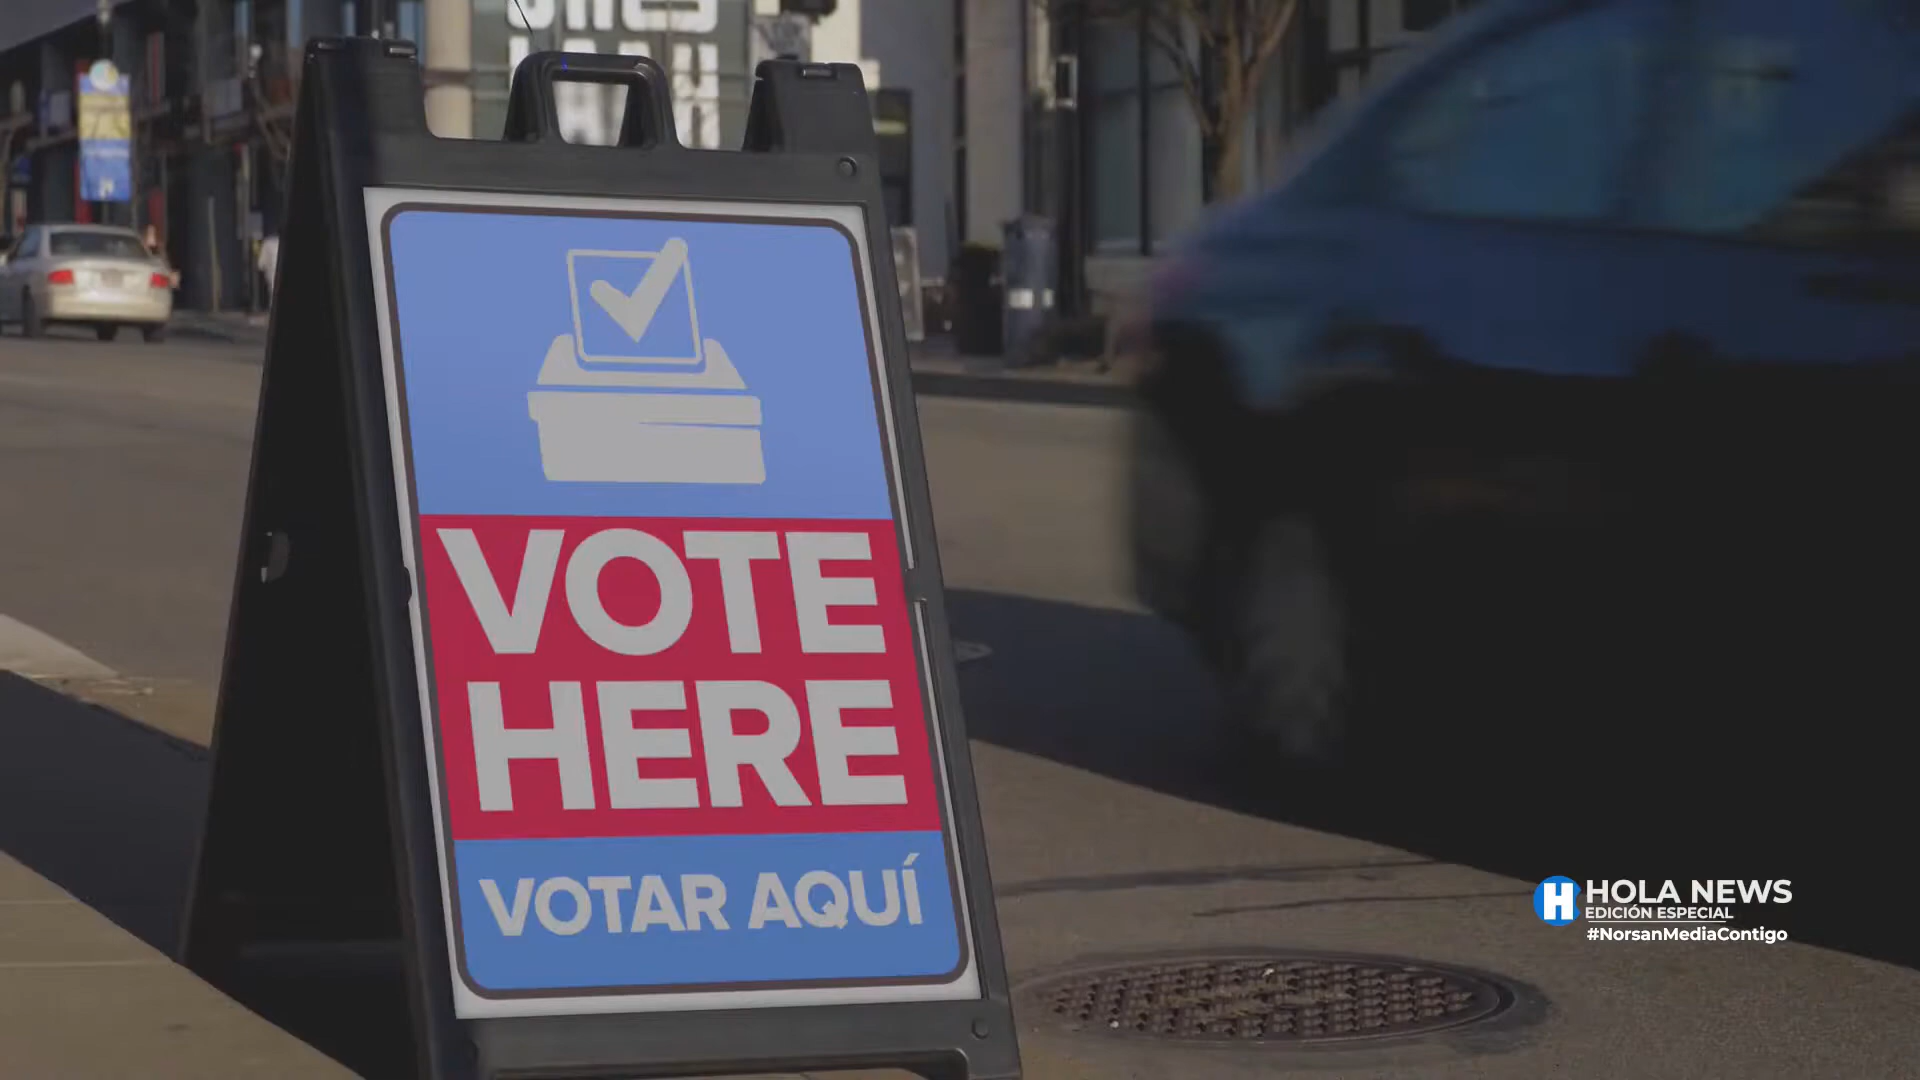 VOTE
HERE
VOTAR AQUÍ
H HOLA NEWS
EDICIÓN ESPECIAL
#NorsanMediaContigo